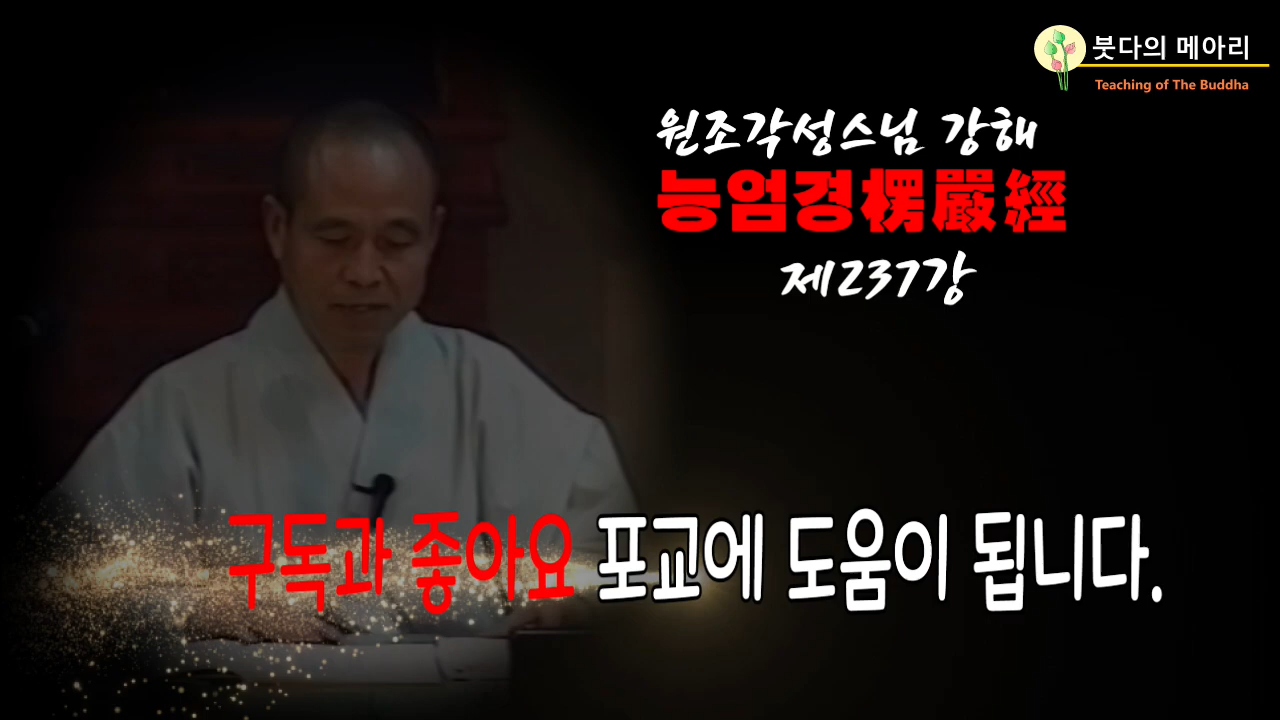 붓다의 메아리
Teaching of The Buddha
원조각성스님 강해
능엄경楞嚴經
제237강
구독과 좋아요 포교에 도움이 됩니다.